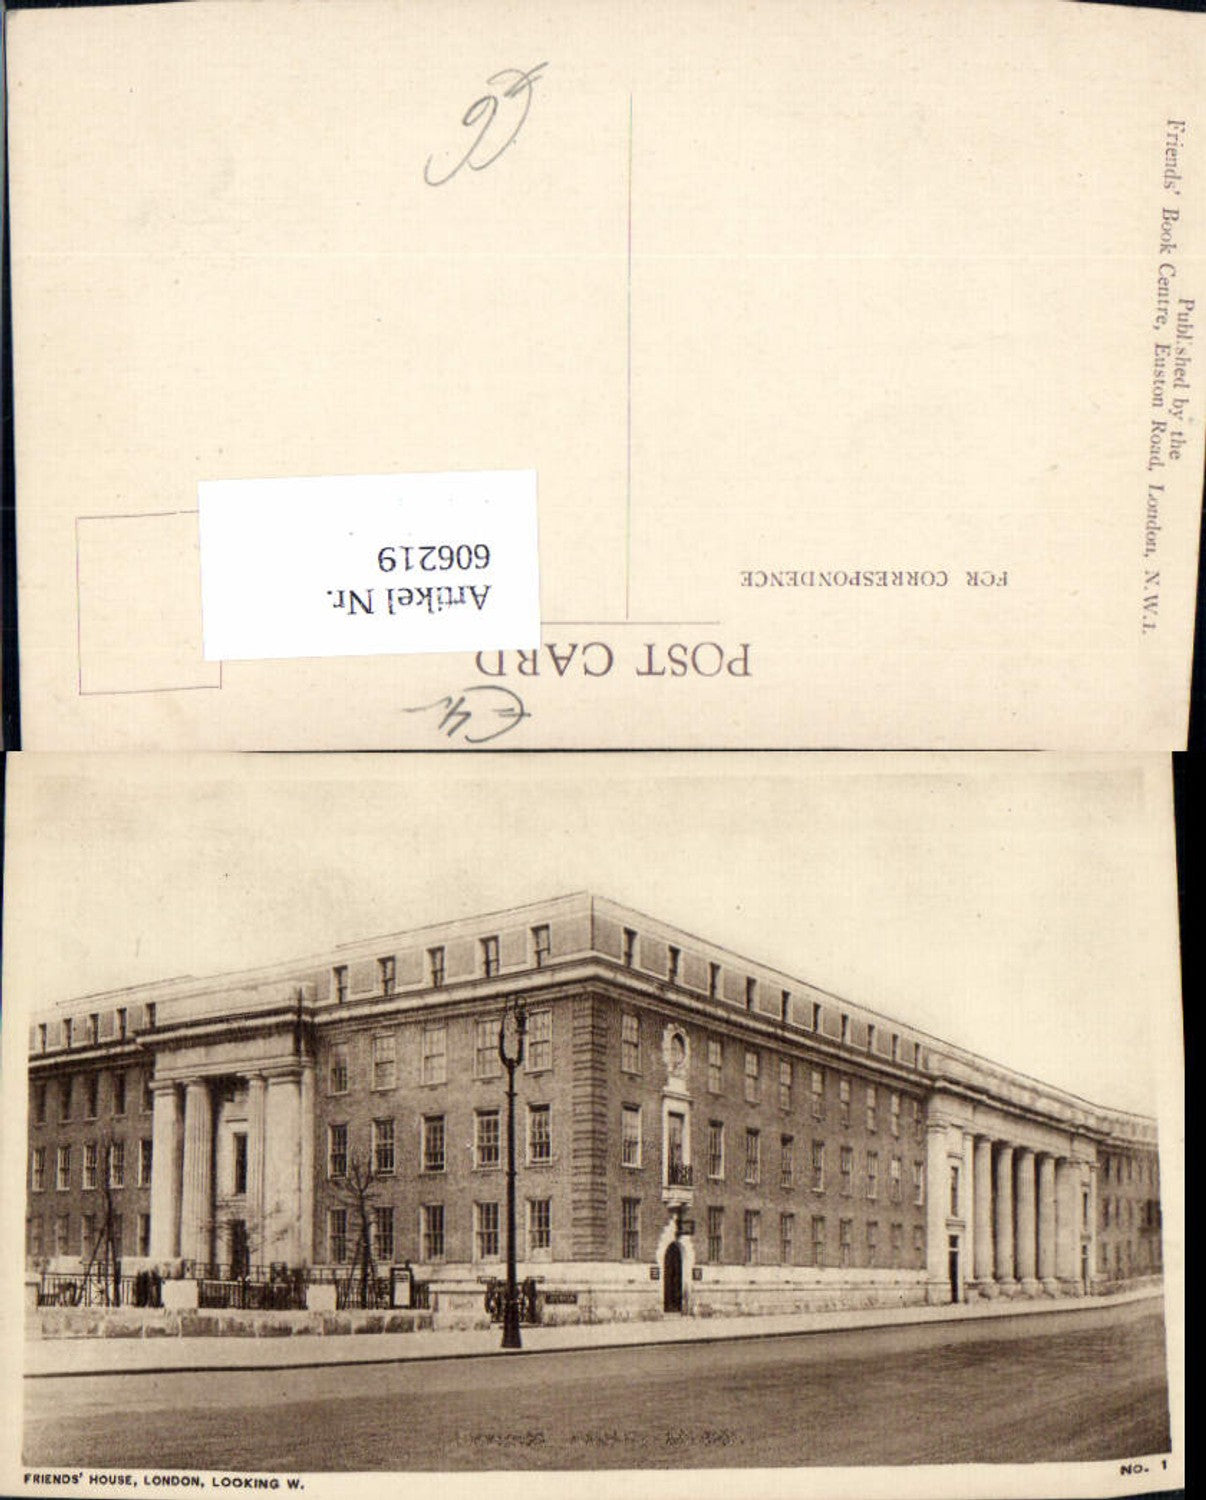 Published by the
Friends' Book Centre, Euston Road, London, N.W.1.
POST CARD
FOR CORRESPONDENCE
Artikel Nr.
606219
£4,-
FRIENDS' HOUSE, LONDON, LOOKING W.
NO. 1